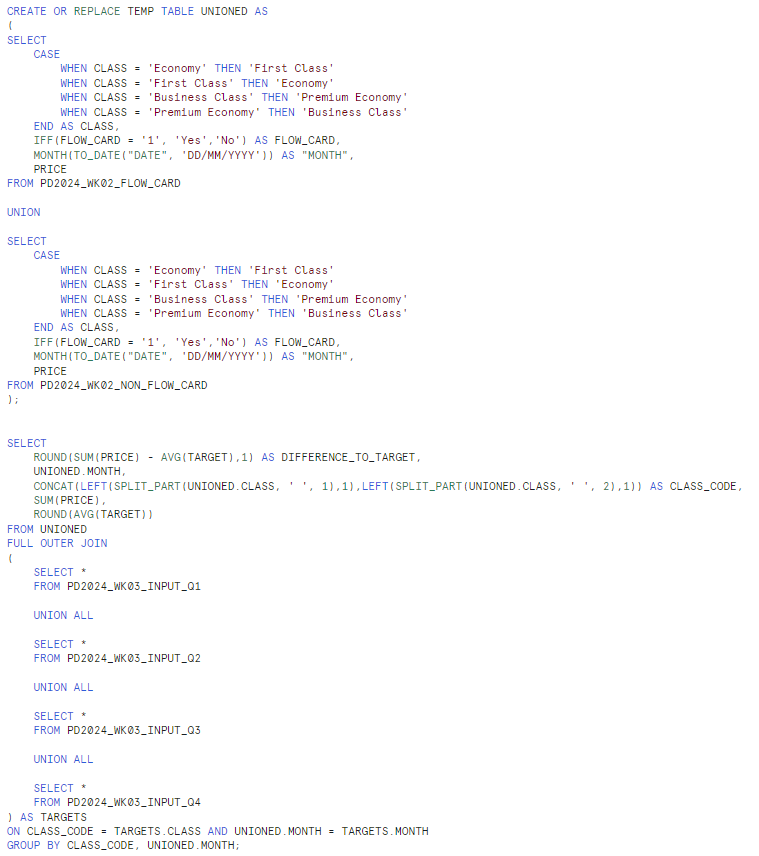 CREATE OR REPLACE TEMP TABLE UNIONED AS
(
SELECT
    CASE
        WHEN CLASS = 'Economy' THEN 'First Class'
        WHEN CLASS = 'First Class' THEN 'Economy'
        WHEN CLASS = 'Business Class' THEN 'Premium Economy'
        WHEN CLASS = 'Premium Economy' THEN 'Business Class'
    END AS CLASS,
    IFF(FLOW_CARD = '1', 'Yes','No') AS FLOW_CARD,
    MONTH(TO_DATE("DATE", 'DD/MM/YYYY')) AS "MONTH",
    PRICE
FROM PD2024_WK02_FLOW_CARD

UNION

SELECT
    CASE
        WHEN CLASS = 'Economy' THEN 'First Class'
        WHEN CLASS = 'First Class' THEN 'Economy'
        WHEN CLASS = 'Business Class' THEN 'Premium Economy'
        WHEN CLASS = 'Premium Economy' THEN 'Business Class'
    END AS CLASS,
    IFF(FLOW_CARD = '1', 'Yes','No') AS FLOW_CARD,
    MONTH(TO_DATE("DATE", 'DD/MM/YYYY')) AS "MONTH",
    PRICE
FROM PD2024_WK02_NON_FLOW_CARD
);


SELECT
    ROUND(SUM(PRICE) - AVG(TARGET),1) AS DIFFERENCE_TO_TARGET,
    UNIONED.MONTH,
    CONCAT(LEFT(SPLIT_PART(UNIONED.CLASS, ' ', 1),1),LEFT(SPLIT_PART(UNIONED.CLASS, ' ', 2),1)) AS CLASS_CODE,
    SUM(PRICE),
    ROUND(AVG(TARGET))
FROM UNIONED
FULL OUTER JOIN
(
    SELECT *
    FROM PD2024_WK03_INPUT_Q1

    UNION ALL

    SELECT *
    FROM PD2024_WK03_INPUT_Q2

    UNION ALL

    SELECT *
    FROM PD2024_WK03_INPUT_Q3

    UNION ALL

    SELECT *
    FROM PD2024_WK03_INPUT_Q4
) AS TARGETS
ON CLASS_CODE = TARGETS.CLASS AND UNIONED.MONTH = TARGETS.MONTH
GROUP BY CLASS_CODE, UNIONED.MONTH;